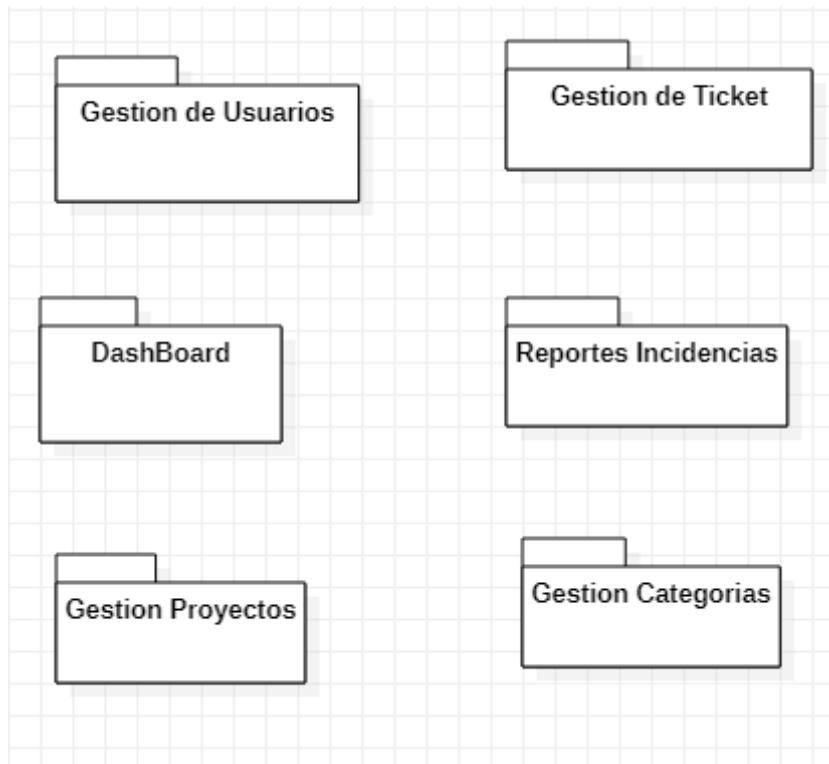 Gestion de Usuarios
Gestion de Ticket
DashBoard
Reportes Incidencias
Gestion Proyectos
Gestion Categorias